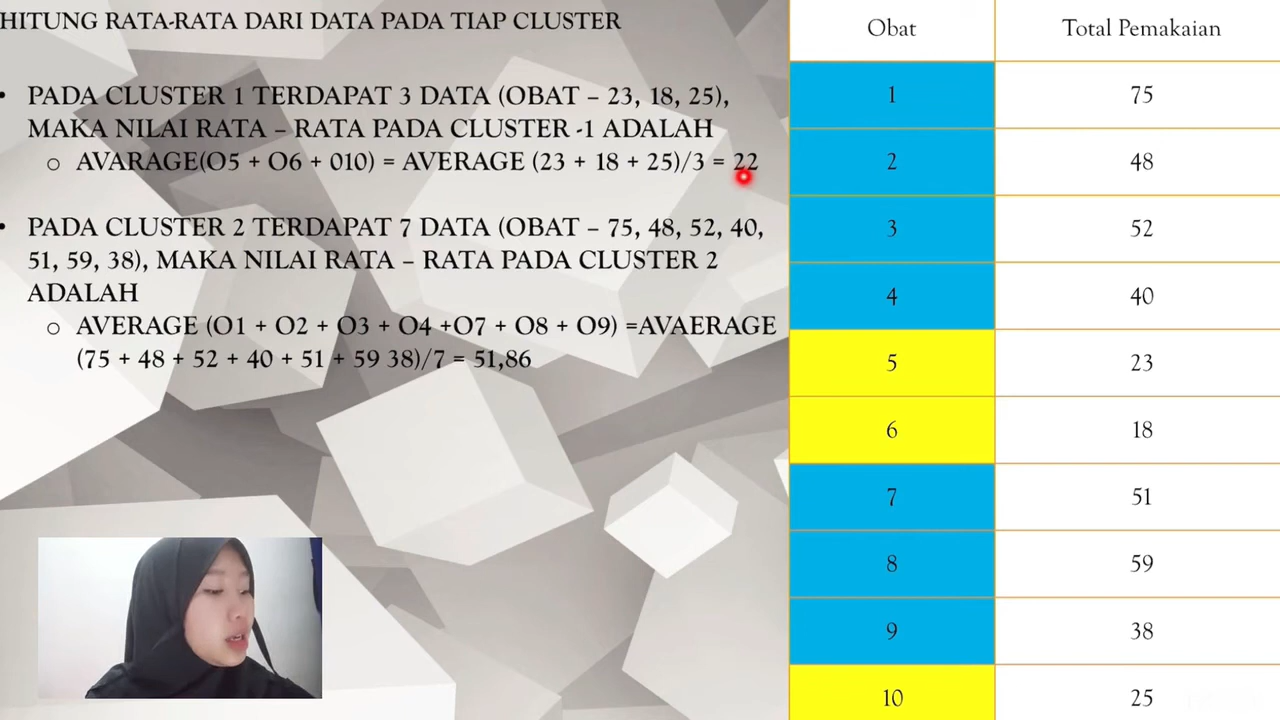 HITUNG RATA-RATA DARI DATA PADA TIAP CLUSTER
• PADA CLUSTER 1 TERDAPAT 3 DATA (OBAT – 23, 18, 25),
MAKA NILAI RATA – RATA PADA CLUSTER -1 ADALAH
o AVARAGE(O5 + O6 + 010) = AVERAGE (23 + 18 + 25)/3 = 22
• PADA CLUSTER 2 TERDAPAT 7 DATA (OBAT – 75, 48, 52, 40,
51, 59, 38), MAKA NILAI RATA – RATA PADA CLUSTER 2
ADALAH
o AVERAGE (O1 + O2 + O3 + O4 +O7 + O8 + O9) =AVAERAGE
(75 + 48 + 52 + 40 + 51 + 59 38)/7 = 51,86
Obat Total Pemakaian
1 75
2 48
3 52
4 40
5 23
6 18
7 51
8 59
9 38
10 25